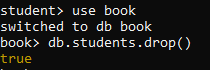 student> use book
switched to db book
book> db.students.drop()
true